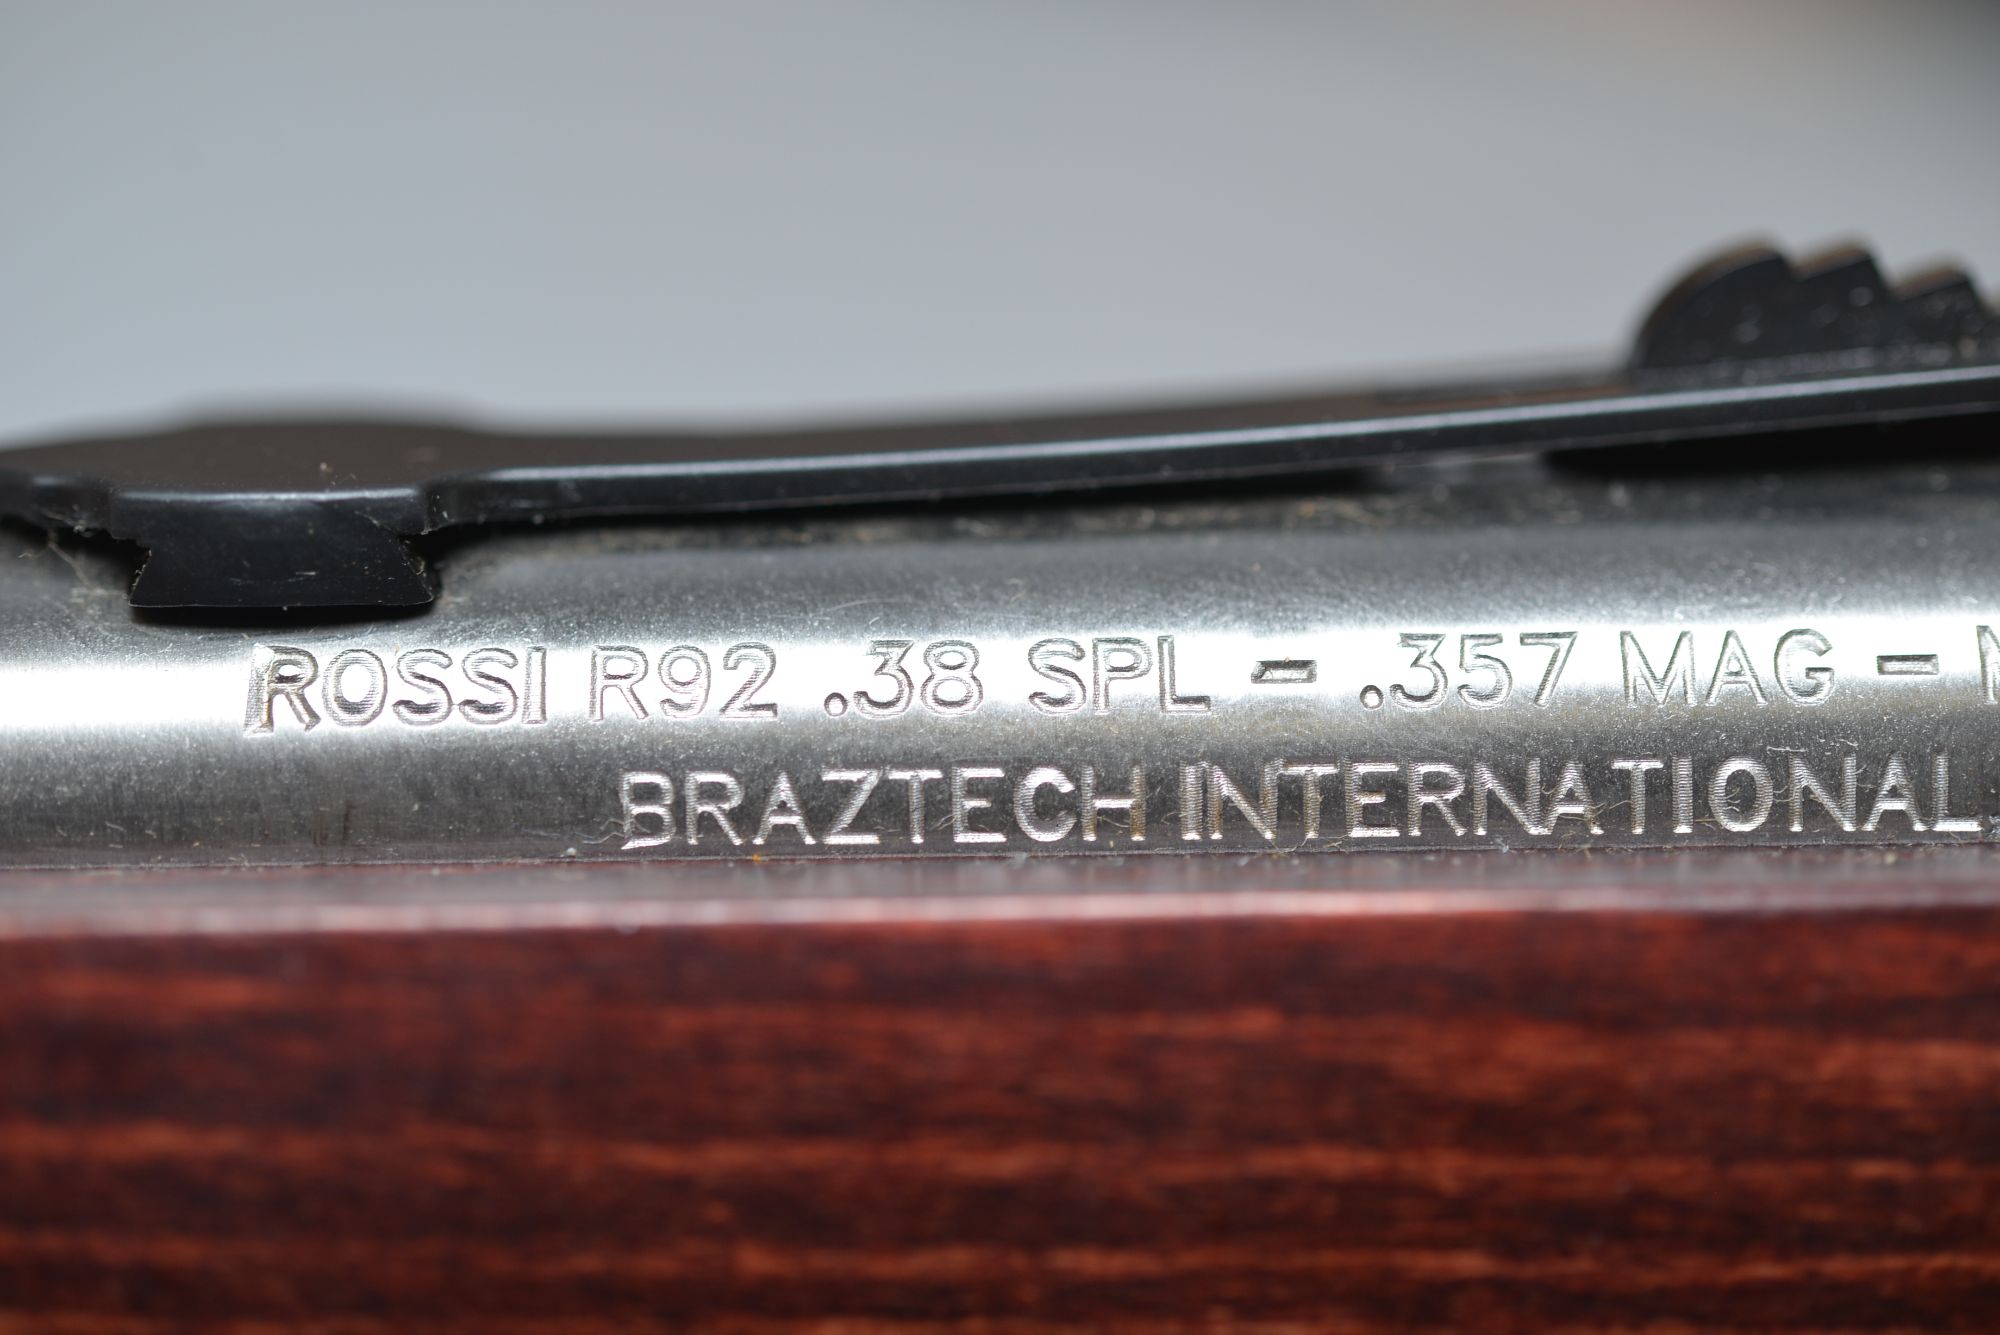 ROSSI R92 .38 SPL - .357 MAG -
BRAZTECH INTERNATIONAL